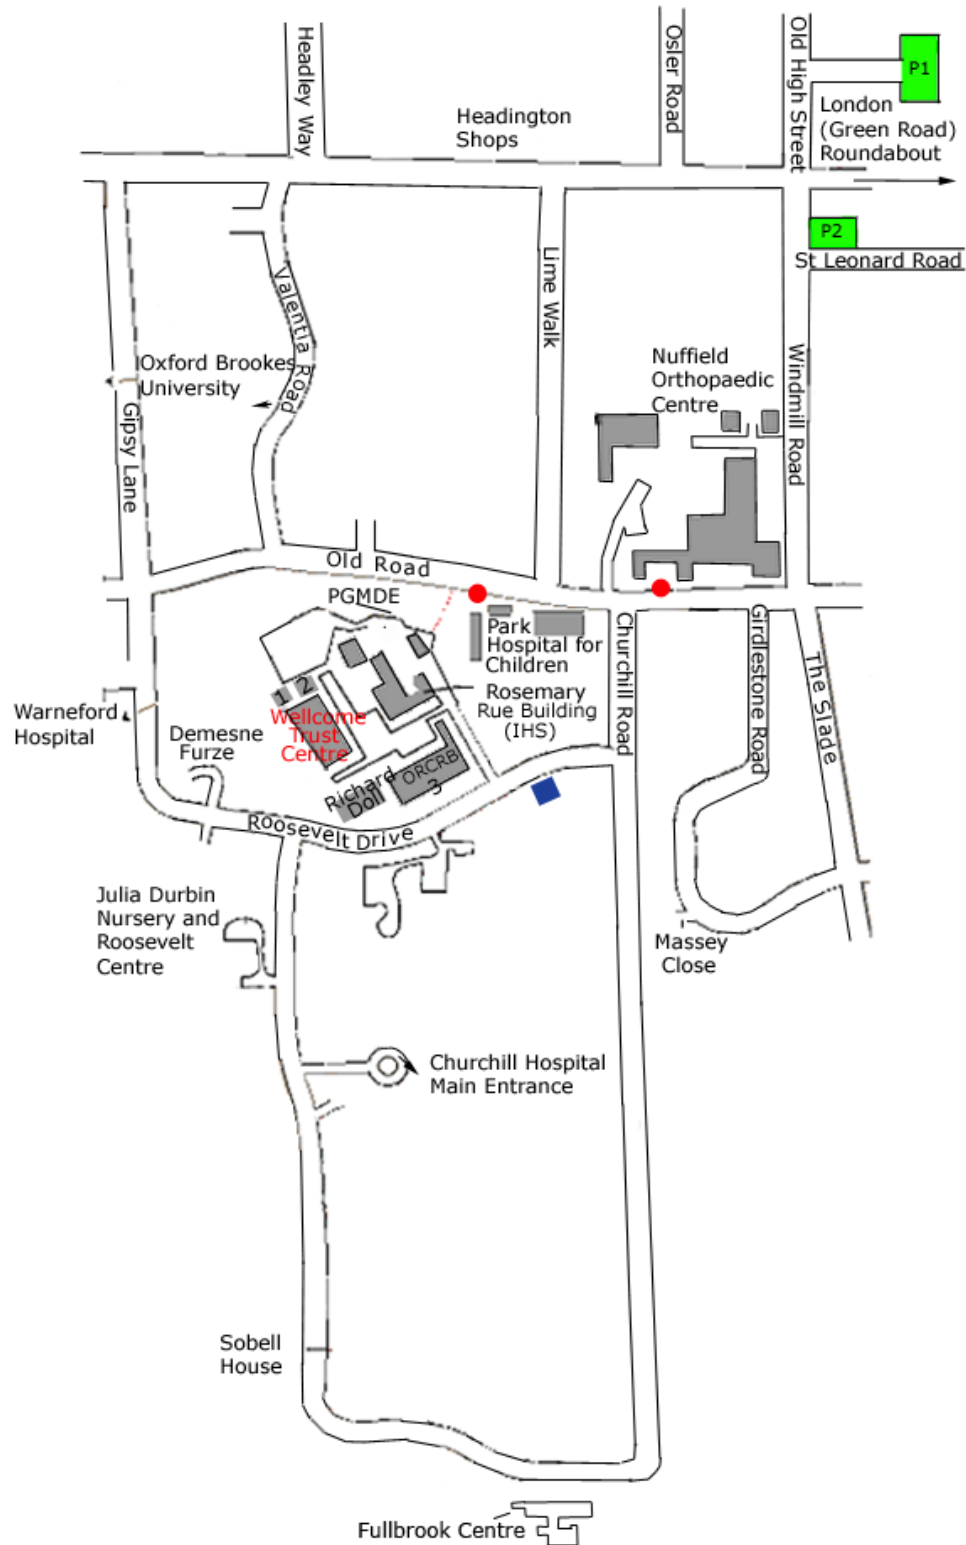 Headley Way
Osler Road
Old High Street
P1
Headington
Shops
London
(Green Road)
Roundabout
P2
St Leonard Road
Valentia Road
Lime Walk
Oxford Brookes
University
Nuffield
Orthopaedic
Centre
Windmill Road
Gipsy Lane
Old Road
PGMDE
Park
Hospital for
Children
Churchill Road
Girdlestone Road
The Slade
Rosemary
Rue Building
(IHS)
1
2
Wellcome
Trust
Centre
Warneford
Hospital
Demesne
Furze
Richard
Doll
ORCRB
3
Roosevelt Drive
Julia Durbin
Nursery and
Roosevelt
Centre
Massey
Close
Churchill Hospital
Main Entrance
Sobell
House
Fullbrook Centre